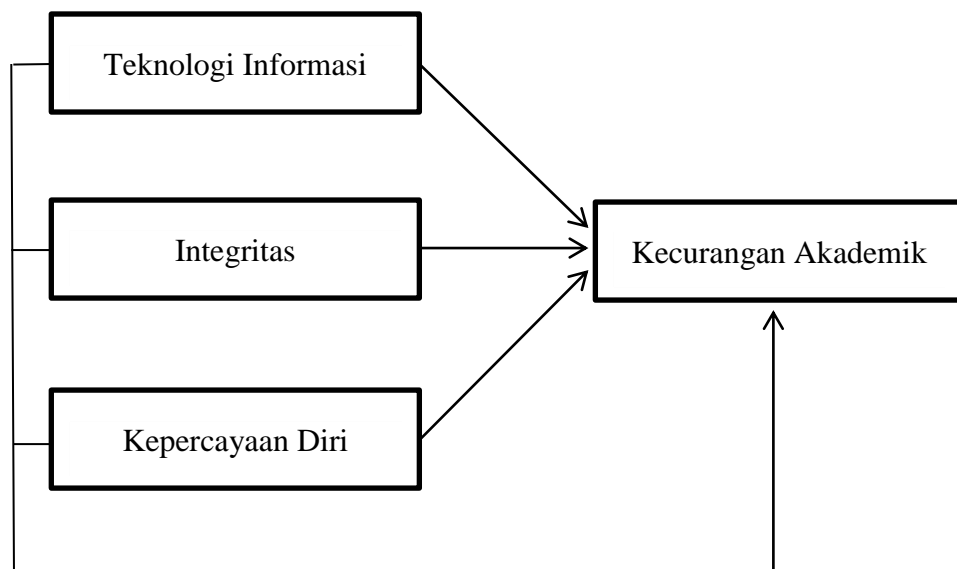 Teknologi Informasi
Integritas
Kecurangan Akademik
Kepercayaan Diri